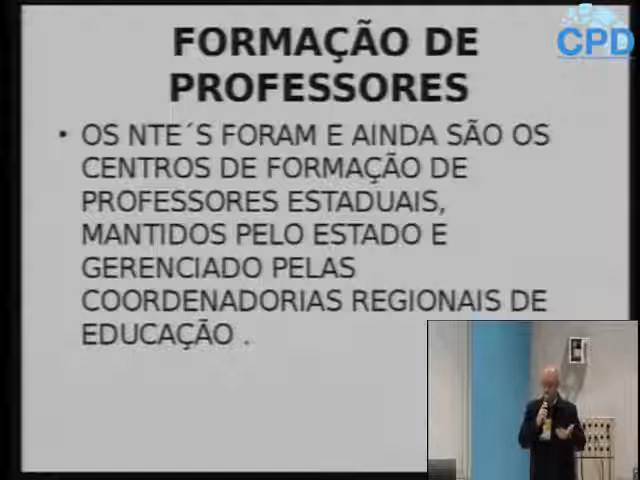 CPD
FORMAÇÃO DE
PROFESSORES
• OS NTE´S FORAM E AINDA SÃO OS
CENTROS DE FORMAÇÃO DE
PROFESSORES ESTADUAIS,
MANTIDOS PELO ESTADO E
GERENCIADO PELAS
COORDENADORIAS REGIONAIS DE
EDUCAÇÃO .